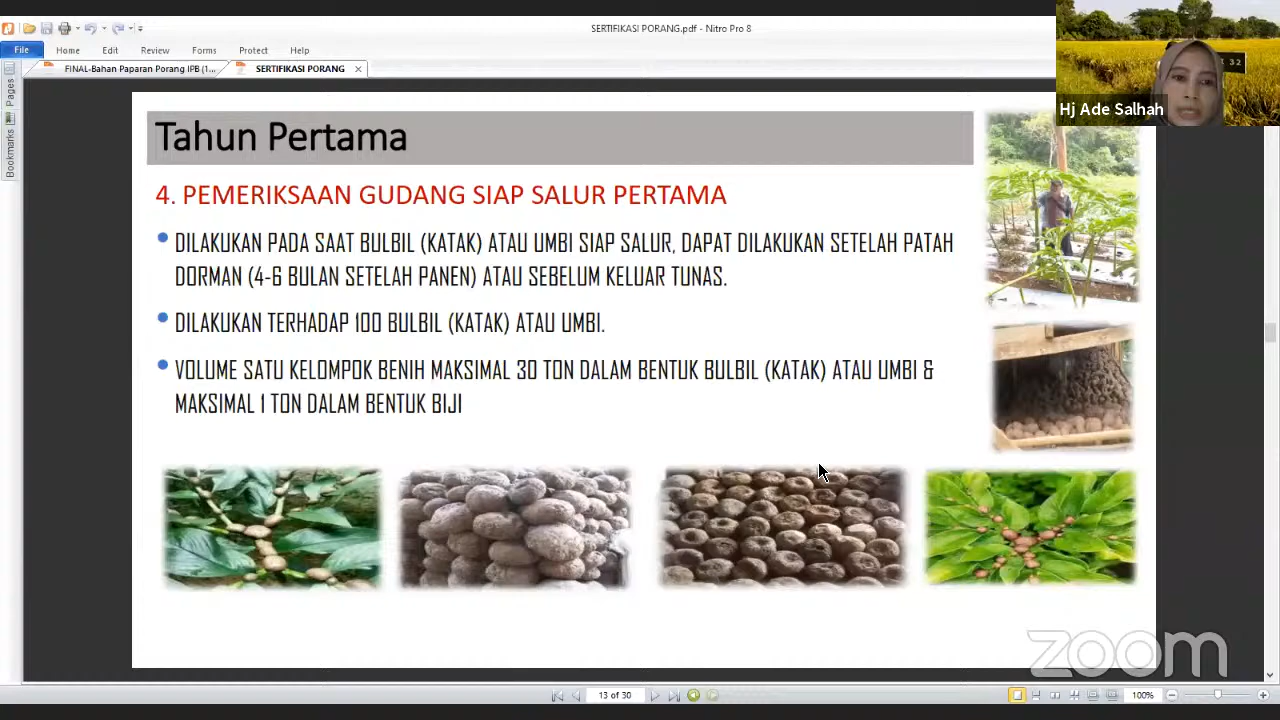 SERTIFIKASI PORANG.pdf - Nitro Pro 8
File Home Edit Review Forms Protect Help
FINAL-Bahan Paparan Porang IPB (1... SERTIFIKASI PORANG
Pages
Bookmarks
32
Hj Ade Salhah
Tahun Pertama
4. PEMERIKSAAN GUDANG SIAP SALUR PERTAMA
DILAKUKAN PADA SAAT BULBIL (KATAK) ATAU UMBI SIAP SALUR, DAPAT DILAKUKAN SETELAH PATAH
DORMAN (4-6 BULAN SETELAH PANEN) ATAU SEBELUM KELUAR TUNAS.
DILAKUKAN TERHADAP 100 BULBIL (KATAK) ATAU UMBI.
VOLUME SATU KELOMPOK BENIH MAKSIMAL 30 TON DALAM BENTUK BULBIL (KATAK) ATAU UMBI &
MAKSIMAL 1 TON DALAM BENTUK BIJI
zoom
13 of 30
100%